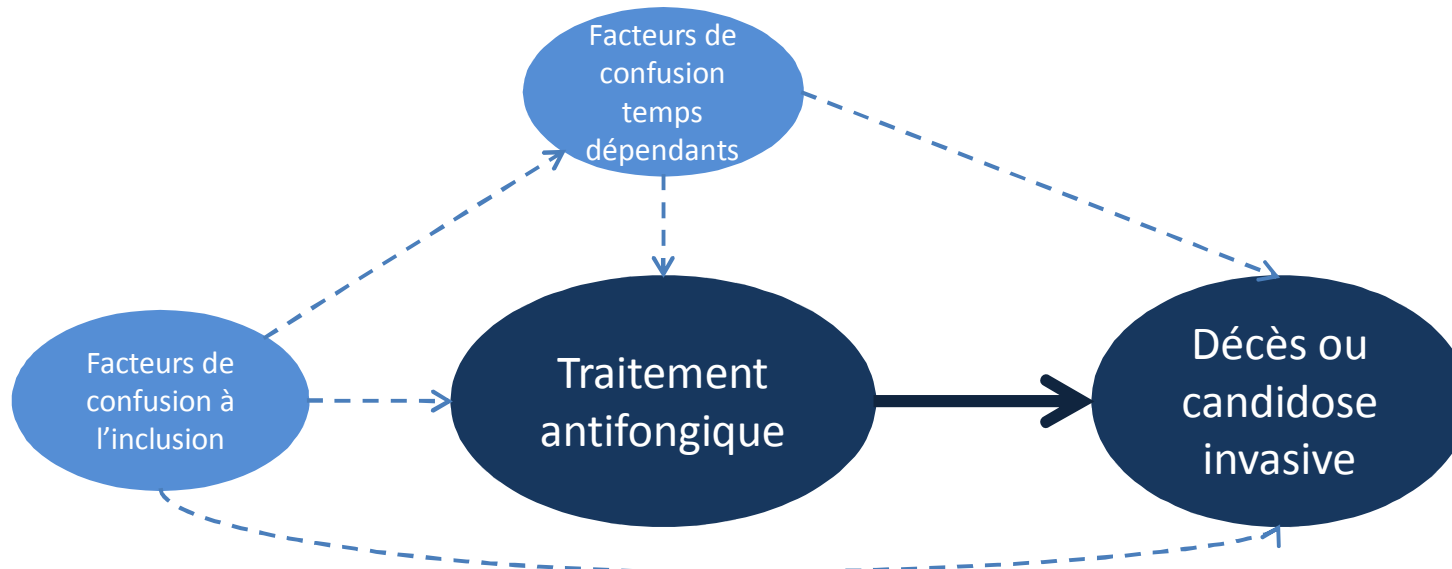 Facteurs de
confusion
temps
dépendants
Facteurs de
confusion à
l'inclusion
Traitement
antifongique
Décès ou
candidose
invasive